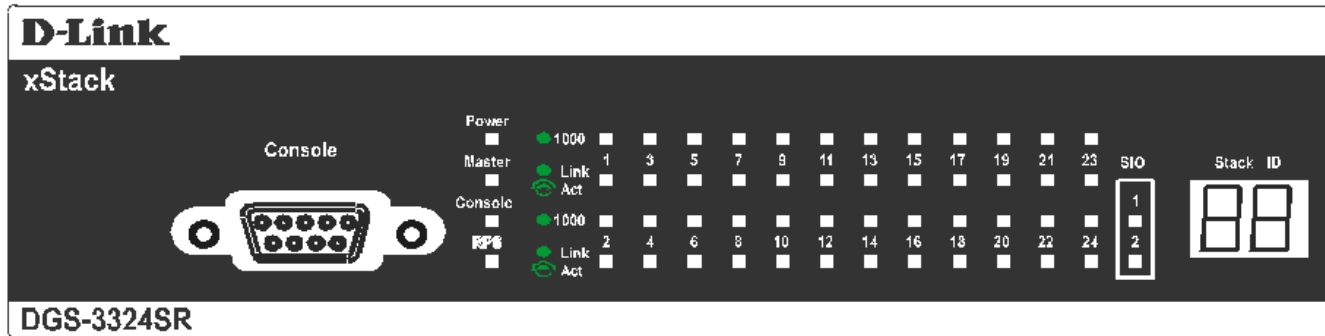 D-Link
xStack
Console
Power
Master
Console
RPS
1000
Link
Act
1000
Link
Act
1 3 5 7 9 11 13 15 17 19 21 23
2 4 6 8 10 12 14 16 18 20 22 24
SIO
1
2
Stack ID
88
DGS-3324SR